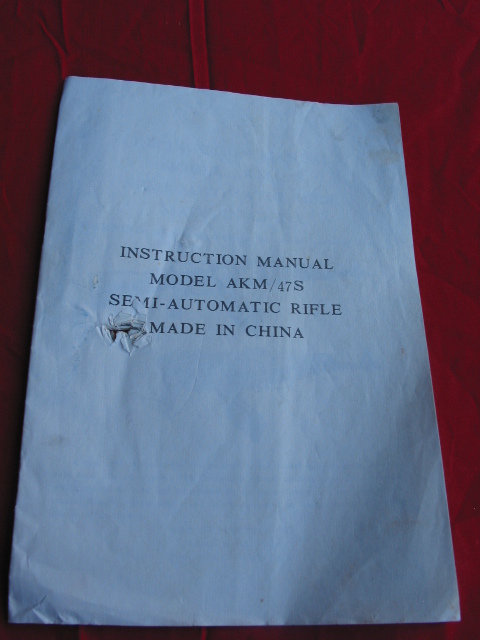 INSTRUCTION MANUAL
MODEL AKM/47S
SEMI-AUTOMATIC RIFLE
MADE IN CHINA